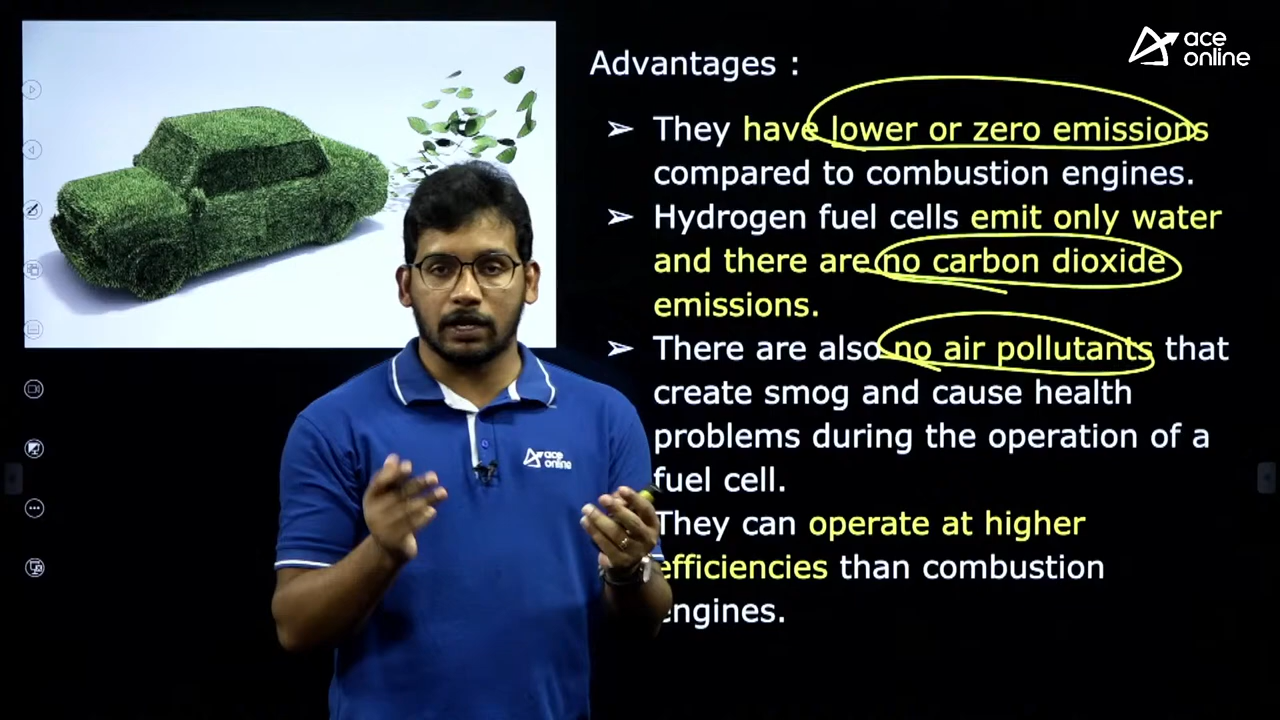 ace
online
Advantages :
➢ They have lower or zero emissions
compared to combustion engines.
➢ Hydrogen fuel cells emit only water
and there are no carbon dioxide
emissions.
➢ There are also no air pollutants that
create smog and cause health
problems during the operation of a
fuel cell.
They can operate at higher
efficiencies than combustion
engines.
ace
online